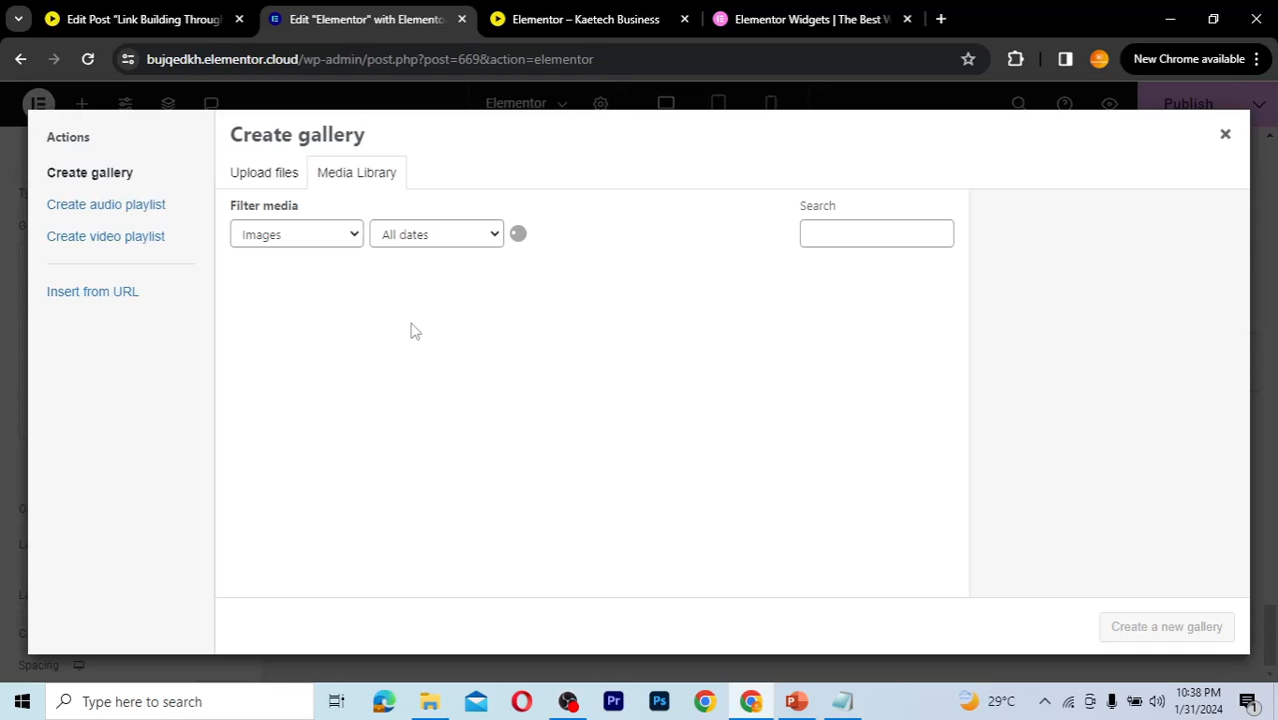 Edit Post “Link Building Throug
Edit "Elementor" with Elemento
Elementor – Kaetech Business
Elementor Widgets | The Best W
bujqedkh.elementor.cloud/wp-admin/post.php?post=669&action=elementor
New Chrome available
Elementor
Publish
Actions
Create gallery
Create audio playlist
Create video playlist
Insert from URL
Create gallery
Upload files
Media Library
Filter media
Search
Images
All dates
Create a new gallery
Spacing
Type here to search
29°C
10:38 PM
1/31/2024